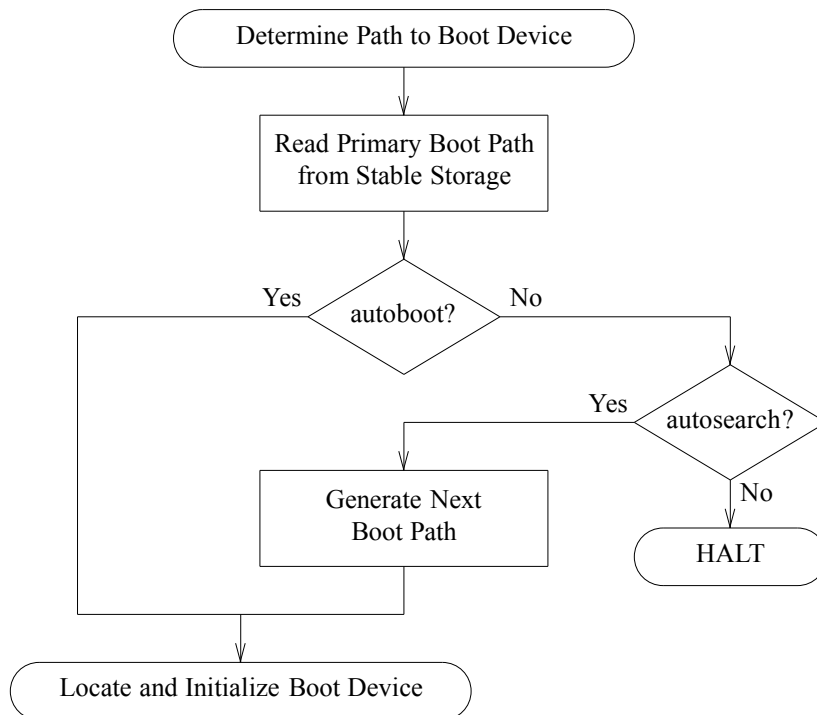 Determine Path to Boot Device
Read Primary Boot Path
from Stable Storage
Yes
autoboot?
No
Yes
autosearch?
Generate Next
Boot Path
No
HALT
Locate and Initialize Boot Device